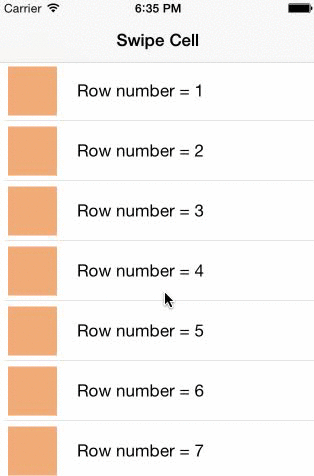 Carrier 6:35 PM
Swipe Cell
Row number = 1
Row number = 2
Row number = 3
Row number = 4
Row number = 5
Row number = 6
Row number = 7